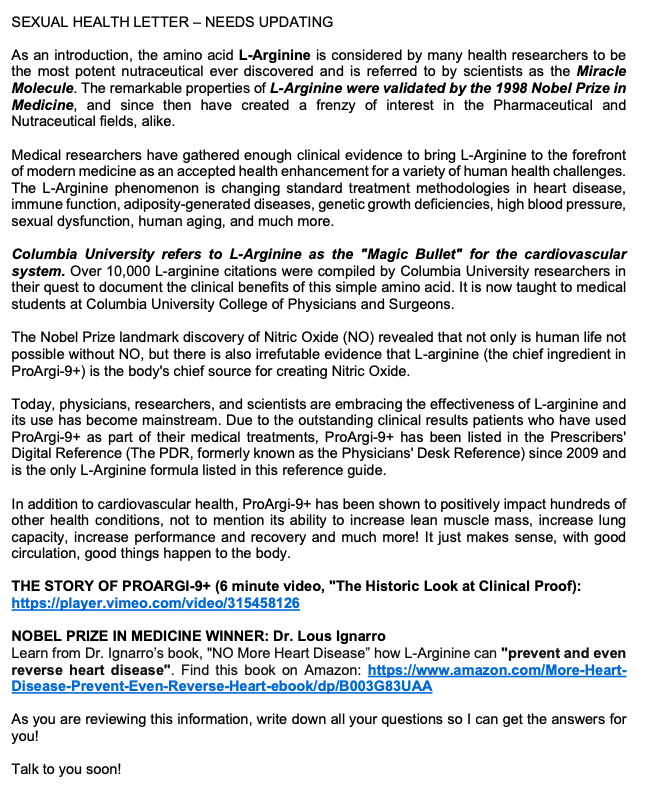 SEXUAL HEALTH LETTER – NEEDS UPDATING
As an introduction, the amino acid L-Arginine is considered by many health researchers to be
the most potent nutraceutical ever discovered and is referred to by scientists as the Miracle
Molecule. The remarkable properties of L-Arginine were validated by the 1998 Nobel Prize in
Medicine, and since then have created a frenzy of interest in the Pharmaceutical and
Nutraceutical fields, alike.
Medical researchers have gathered enough clinical evidence to bring L-Arginine to the forefront
of modern medicine as an accepted health enhancement for a variety of human health challenges.
The L-Arginine phenomenon is changing standard treatment methodologies in heart disease,
immune function, adiposity-generated diseases, genetic growth deficiencies, high blood pressure,
sexual dysfunction, human aging, and much more.
Columbia University refers to L-Arginine as the "Magic Bullet" for the cardiovascular
system. Over 10,000 L-arginine citations were compiled by Columbia University researchers in
their quest to document the clinical benefits of this simple amino acid. It is now taught to medical
students at Columbia University College of Physicians and Surgeons.
The Nobel Prize landmark discovery of Nitric Oxide (NO) revealed that not only is human life not
possible without NO, but there is also irrefutable evidence that L-arginine (the chief ingredient in
ProArgi-9+) is the body's chief source for creating Nitric Oxide.
Today, physicians, researchers, and scientists are embracing the effectiveness of L-arginine and
its use has become mainstream. Due to the outstanding clinical results patients who have used
ProArgi-9+ as part of their medical treatments, ProArgi-9+ has been listed in the Prescribers'
Digital Reference (The PDR, formerly known as the Physicians' Desk Reference) since 2009 and
is the only L-Arginine formula listed in this reference guide.
In addition to cardiovascular health, ProArgi-9+ has been shown to positively impact hundreds of
other health conditions, not to mention its ability to increase lean muscle mass, increase lung
capacity, increase performance and recovery and much more! It just makes sense, with good
circulation, good things happen to the body.
THE STORY OF PROARGI-9+ (6 minute video, "The Historic Look at Clinical Proof):
https://player.vimeo.com/video/315458126
NOBEL PRIZE IN MEDICINE WINNER: Dr. Lous Ignarro
Learn from Dr. Ignarro's book, "NO More Heart Disease” how L-Arginine can "prevent and even
reverse heart disease". Find this book on Amazon: https://www.amazon.com/More-Heart-
Disease-Prevent-Even-Reverse-Heart-ebook/dp/B003G83UAA
As you are reviewing this information, write down all your questions so I can get the answers for
you!
Talk to you soon!